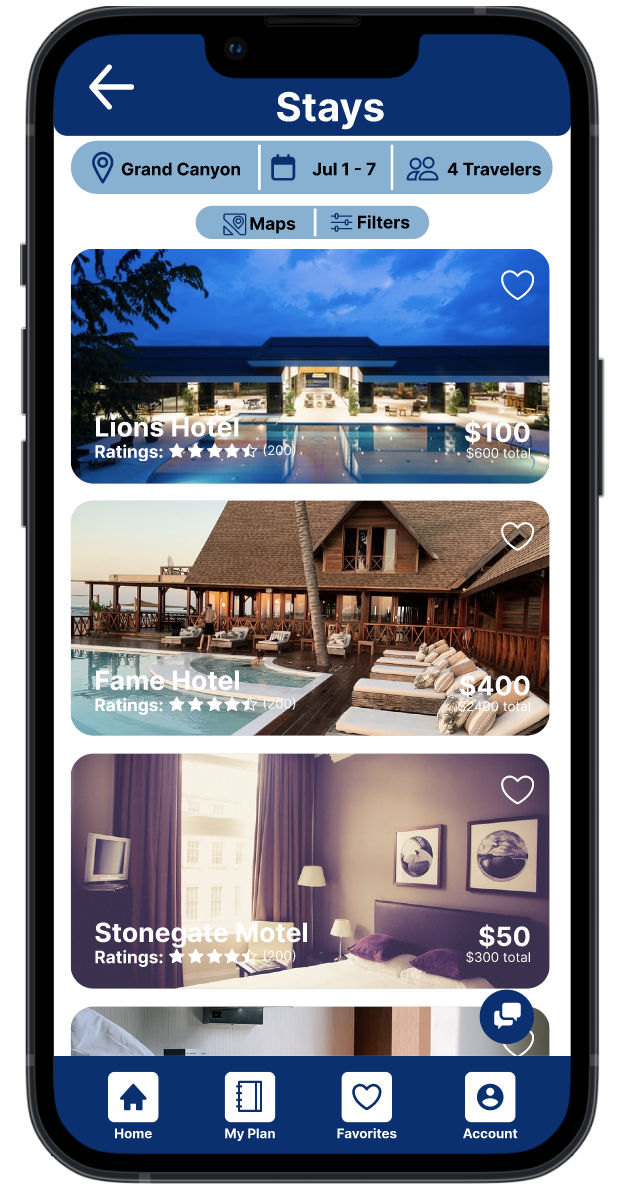 Stays
Grand Canyon Jul 1 - 7 4 Travelers
Maps Filters
Lions Hotel
$100
Ratings: (200)
$600 total
Fame Hotel
$400
Ratings: (200)
$2400 total
Stonegate Motel
$50
Ratings: (200)
$300 total
Home My Plan Favorites Account